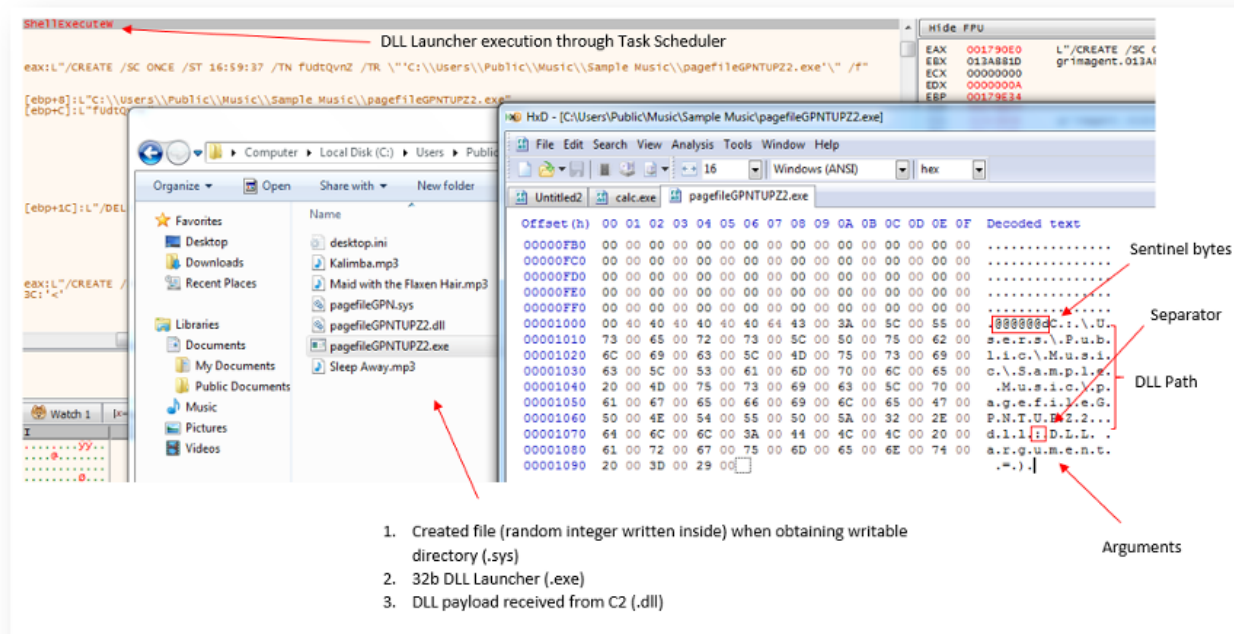 ShellExecuteW
DLL Launcher execution through Task Scheduler
Hide FPU
eax:L"/CREATE /SC ONCE /ST 16:59:37 /TN fUdtQvnZ /TR \"'C:\\Users\\Public\\Music\\Sample Music\\pagefileGPNTUPZ2.exe'\" /f"
EAX 001790E0 L"/CREATE /SC
EBX 013A881D
ECX 00000000
EDX 0000000A
EBP 00179E34
[ebp+8]:L"C:\\Users\\Public\\Music\\Sample Music\\pagefileGPNTUPZ2.exe"
[ebp+C]:L"fUdtQ
[ebp+1C]:L"/DEL
eax:L"/CREATE /
3C:'<'
Watch 1
Computer ▸ Local Disk (C:) ▸ Users ▸ Public
Organize Open Share with New folder
Favorites
Desktop
Downloads
Recent Places
Libraries
Documents
My Documents
Public Documents
Music
Pictures
Videos
Name
desktop.ini
Kalimba.mp3
Maid with the Flaxen Hair.mp3
pagefileGPN.sys
pagefileGPNTUPZ2.dll
pagefileGPNTUPZ2.exe
Sleep Away.mp3
HxD - [C:\Users\Public\Music\Sample Music\pagefileGPNTUPZ2.exe]
File Edit Search View Analysis Tools Window Help
16 Windows (ANSI) hex
Untitled2 calc.exe pagefileGPNTUPZ2.exe
Offset(h) 00 01 02 03 04 05 06 07 08 09 0A 0B 0C 0D 0E 0F Decoded text
00000FB0 00 00 00 00 00 00 00 00 00 00 00 00 00 00 00 00 ................
00000FC0 00 00 00 00 00 00 00 00 00 00 00 00 00 00 00 00 ................
00000FD0 00 00 00 00 00 00 00 00 00 00 00 00 00 00 00 00 ................
00000FE0 00 00 00 00 00 00 00 00 00 00 00 00 00 00 00 00 ................
00000FF0 00 00 00 00 00 00 00 00 00 00 00 00 00 00 00 00 ................
00001000 00 40 40 40 40 40 40 64 43 00 3A 00 5C 00 55 00 .@@@@@@dC.:.\.U.
00001010 73 00 65 00 72 00 73 00 5C 00 50 00 75 00 62 00 s.e.r.s.\.P.u.b.
00001020 6C 00 69 00 63 00 5C 00 4D 00 75 00 73 00 69 00 l.i.c.\.M.u.s.i.
00001030 63 00 5C 00 53 00 61 00 6D 00 70 00 6C 00 65 00 c.\.S.a.m.p.l.e.
00001040 20 00 4D 00 75 00 73 00 69 00 63 00 5C 00 70 00 .M.u.s.i.c.\.p.
00001050 61 00 67 00 65 00 66 00 69 00 6C 00 65 00 47 00 a.g.e.f.i.l.e.G.
00001060 50 00 4E 00 54 00 55 00 50 00 5A 00 32 00 2E 00 P.N.T.U.P.Z.2...
00001070 64 00 6C 00 6C 00 3A 00 44 00 4C 00 4C 00 20 00 d.l.l.:.D.L.L. .
00001080 61 00 72 00 67 00 75 00 6D 00 65 00 6E 00 74 00 a.r.g.u.m.e.n.t.
00001090 20 00 3D 00 29 00 .=.).
Sentinel bytes
Separator
DLL Path
Arguments
1. Created file (random integer written inside) when obtaining writable
directory (.sys)
2. 32b DLL Launcher (.exe)
3. DLL payload received from C2 (.dll)